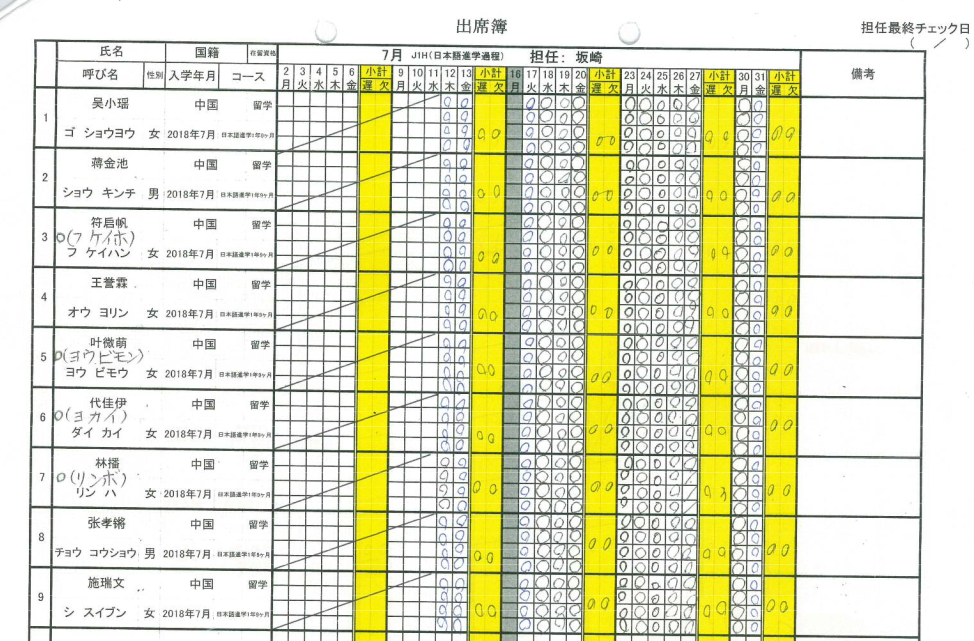 出席簿
担任最終チェック日
( / )
氏名 国籍 在留資格 7月 J1H(日本語進学過程) 担任: 坂崎
呼び名 性別 入学年月 コース 2 3 4 5 6 小計 9 10 11 12 13 小計 16 17 18 19 20 小計 23 24 25 26 27 小計 30 31 小計 備考
月 火 水 木 金 遅 欠 月 火 水 木 金 遅 欠 月 火 水 木 金 遅 欠 月 火 水 木 金 遅 欠 月 火 遅 欠
1 吴小瑶 中国 留学
ゴ ショウヨウ 女 2018年7月 日本語進学1年9ヶ月
0 0 0 0 0 0 0 0
2 蒋金池 中国 留学
ショウ キンチ 男 2018年7月 日本語進学1年9ヶ月
0 0 0 0 0 0 0 0
3 符启帆 中国 留学
o(フ ケイホ)
フ ケイハン 女 2018年7月 日本語進学1年9ヶ月
0 0 0 0 0 0 0
4 王誉霖 中国 留学
オウ ヨリン 女 2018年7月 日本語進学1年9ヶ月
0 0 0 0 0 0 0 0
5 叶微萌 中国 留学
o(ヨウビモン)
ヨウ ビモウ 女 2018年7月 日本語進学1年9ヶ月
0 0 0 0 0 0 0 0
6 代佳伊 中国 留学
o(ヨカイ)
ダイ カイ 女 2018年7月 日本語進学1年9ヶ月
0 0 0 0 0 0 0 0
7 林播 中国 留学
o(リンボ)
リン ハ 女 2018年7月 日本語進学1年9ヶ月
0 0 0 0 0 3 0 0
8 张孝锵 中国 留学
チョウ コウショウ 男 2018年7月 日本語進学1年9ヶ月
0 0 0 0 0 0 0 0
9 施瑞文 中国 留学
シ スイブン 女 2018年7月 日本語進学1年9ヶ月
0 0 0 0 0 0 0 0